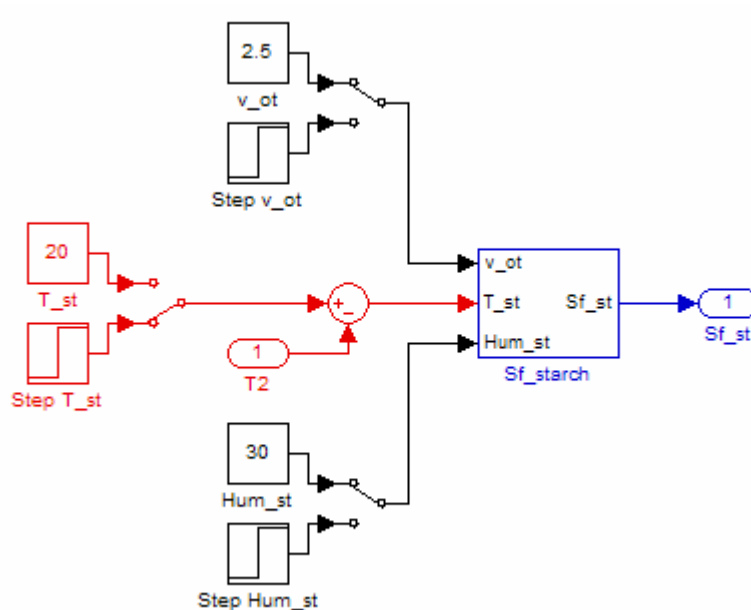 2.5
v_ot
Step v_ot
20
T_st
Step T_st
+
−
1
T2
v_ot
T_st
Sf_st
Hum_st
Sf_starch
1
Sf_st
30
Hum_st
Step Hum_st